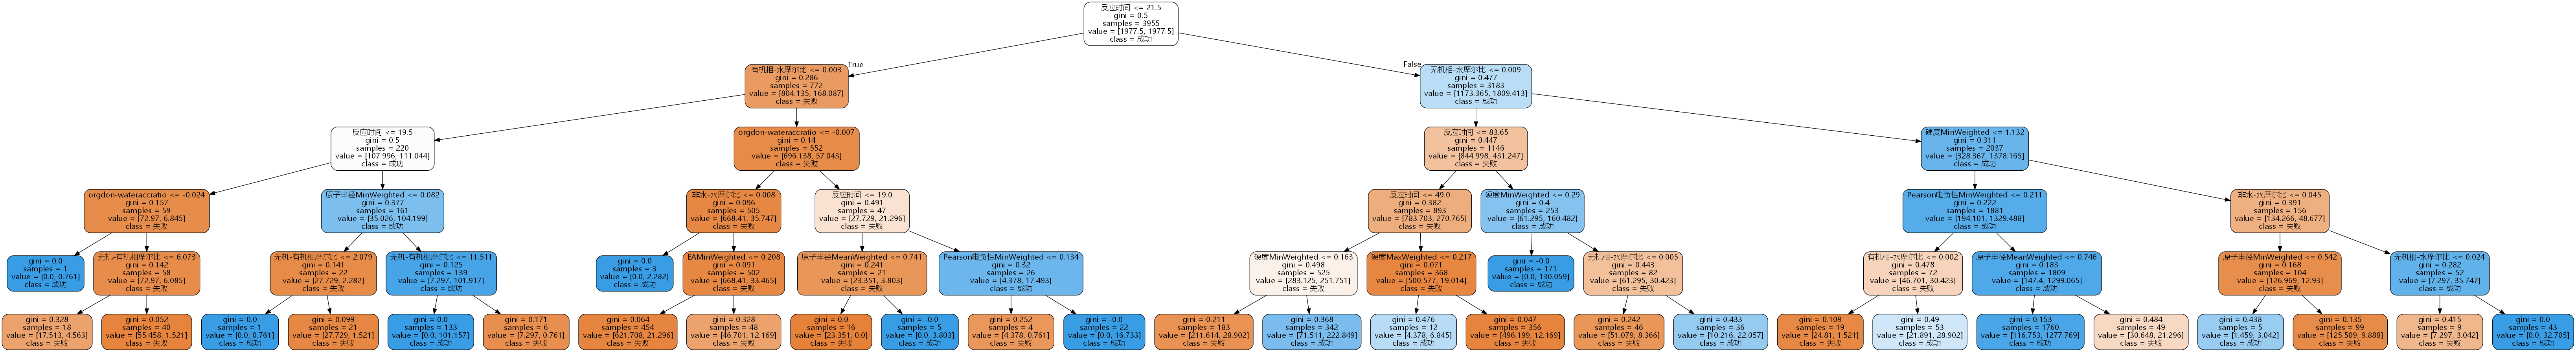 反应时间 <= 21.5
gini = 0.5
samples = 3955
value = [1977.5, 1977.5]
class = 成功
True
False
有机相-水摩尔比 <= 0.003
gini = 0.286
samples = 772
value = [804.135, 168.087]
class = 失败
无机相-水摩尔比 <= 0.009
gini = 0.477
samples = 3183
value = [1173.365, 1809.413]
class = 成功
反应时间 <= 19.5
gini = 0.5
samples = 220
value = [107.996, 111.044]
class = 成功
orgdon-wateraccratio <= -0.007
gini = 0.14
samples = 552
value = [696.138, 57.043]
class = 失败
反应时间 <= 83.65
gini = 0.447
samples = 1146
value = [844.998, 431.247]
class = 失败
硬度MinWeighted <= 1.132
gini = 0.311
samples = 2037
value = [328.367, 1378.165]
class = 成功
orgdon-wateraccratio <= -0.024
gini = 0.157
samples = 59
value = [72.97, 6.845]
class = 失败
原子半径MinWeighted <= 0.082
gini = 0.377
samples = 161
value = [35.026, 104.199]
class = 成功
非水-水摩尔比 <= 0.008
gini = 0.096
samples = 505
value = [668.41, 35.747]
class = 失败
反应时间 <= 19.0
gini = 0.491
samples = 47
value = [27.729, 21.296]
class = 失败
反应时间 <= 49.0
gini = 0.382
samples = 893
value = [783.703, 270.765]
class = 失败
硬度MinWeighted <= 0.29
gini = 0.4
samples = 253
value = [61.295, 160.482]
class = 成功
Pearson电负性MinWeighted <= 0.211
gini = 0.222
samples = 1881
value = [194.101, 1329.488]
class = 成功
非水-水摩尔比 <= 0.045
gini = 0.391
samples = 156
value = [134.266, 48.677]
class = 失败
gini = 0.0
samples = 1
value = [0.0, 0.761]
class = 成功
无机-有机相摩尔比 <= 6.073
gini = 0.142
samples = 58
value = [72.97, 6.085]
class = 失败
无机-有机相摩尔比 <= 2.079
gini = 0.141
samples = 22
value = [27.729, 2.282]
class = 失败
无机-有机相摩尔比 <= 11.511
gini = 0.125
samples = 139
value = [7.297, 101.917]
class = 成功
gini = 0.0
samples = 3
value = [0.0, 2.282]
class = 成功
EAMinWeighted <= 0.208
gini = 0.091
samples = 502
value = [668.41, 33.465]
class = 失败
原子半径MeanWeighted <= 0.741
gini = 0.241
samples = 21
value = [23.351, 3.803]
class = 失败
Pearson电负性MinWeighted <= 0.134
gini = 0.32
samples = 26
value = [4.378, 17.493]
class = 成功
硬度MinWeighted <= 0.163
gini = 0.498
samples = 525
value = [283.125, 251.751]
class = 失败
硬度MaxWeighted <= 0.217
gini = 0.071
samples = 368
value = [500.577, 19.014]
class = 失败
gini = -0.0
samples = 171
value = [0.0, 130.059]
class = 成功
无机相-水摩尔比 <= 0.005
gini = 0.443
samples = 82
value = [61.295, 30.423]
class = 失败
有机相-水摩尔比 <= 0.002
gini = 0.478
samples = 72
value = [46.701, 30.423]
class = 失败
原子半径MeanWeighted <= 0.746
gini = 0.183
samples = 1809
value = [147.4, 1299.065]
class = 成功
原子半径MinWeighted <= 0.542
gini = 0.168
samples = 104
value = [126.969, 12.93]
class = 失败
无机相-水摩尔比 <= 0.024
gini = 0.282
samples = 52
value = [7.297, 35.747]
class = 成功
gini = 0.328
samples = 18
value = [17.513, 4.563]
class = 失败
gini = 0.052
samples = 40
value = [55.458, 1.521]
class = 失败
gini = 0.0
samples = 1
value = [0.0, 0.761]
class = 成功
gini = 0.099
samples = 21
value = [27.729, 1.521]
class = 失败
gini = 0.0
samples = 133
value = [0.0, 101.157]
class = 成功
gini = 0.171
samples = 6
value = [7.297, 0.761]
class = 失败
gini = 0.064
samples = 454
value = [621.708, 21.296]
class = 失败
gini = 0.328
samples = 48
value = [46.701, 12.169]
class = 失败
gini = 0.0
samples = 16
value = [23.351, 0.0]
class = 失败
gini = -0.0
samples = 5
value = [0.0, 3.803]
class = 成功
gini = 0.252
samples = 4
value = [4.378, 0.761]
class = 失败
gini = -0.0
samples = 22
value = [0.0, 16.733]
class = 成功
gini = 0.211
samples = 183
value = [211.614, 28.902]
class = 失败
gini = 0.368
samples = 342
value = [71.511, 222.849]
class = 成功
gini = 0.476
samples = 12
value = [4.378, 6.845]
class = 成功
gini = 0.047
samples = 356
value = [496.199, 12.169]
class = 失败
gini = 0.242
samples = 46
value = [51.079, 8.366]
class = 失败
gini = 0.433
samples = 36
value = [10.216, 22.057]
class = 成功
gini = 0.109
samples = 19
value = [24.81, 1.521]
class = 失败
gini = 0.49
samples = 53
value = [21.891, 28.902]
class = 成功
gini = 0.153
samples = 1760
value = [116.753, 1277.769]
class = 成功
gini = 0.484
samples = 49
value = [30.648, 21.296]
class = 失败
gini = 0.438
samples = 5
value = [1.459, 3.042]
class = 成功
gini = 0.135
samples = 99
value = [125.509, 9.888]
class = 失败
gini = 0.415
samples = 9
value = [7.297, 3.042]
class = 失败
gini = 0.0
samples = 43
value = [0.0, 32.705]
class = 成功